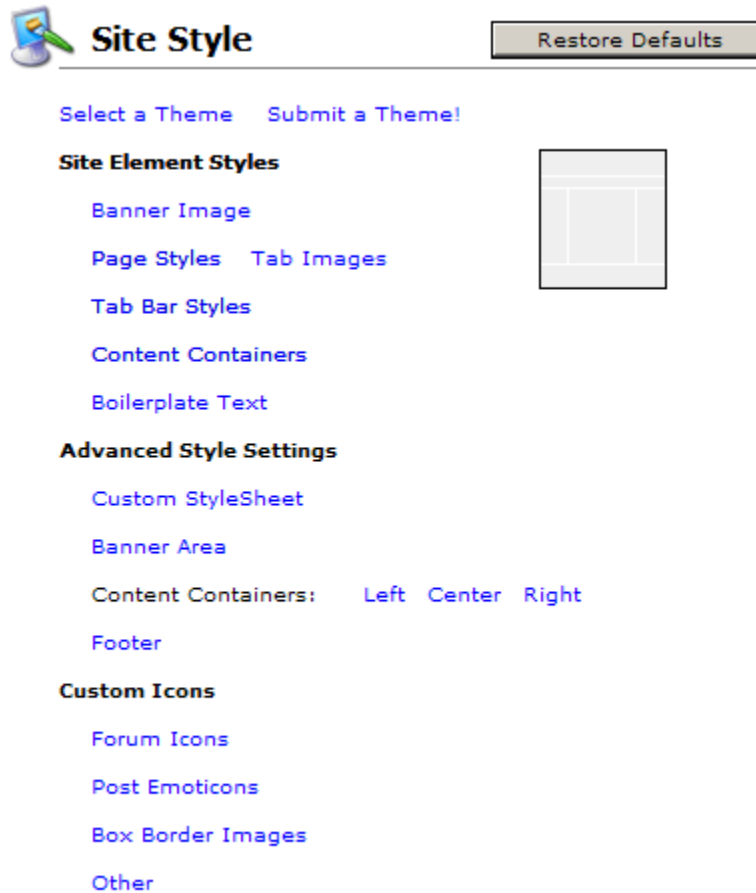 Site Style Restore Defaults
Select a Theme Submit a Theme!
Site Element Styles
Banner Image
Page Styles Tab Images
Tab Bar Styles
Content Containers
Boilerplate Text
Advanced Style Settings
Custom StyleSheet
Banner Area
Content Containers: Left Center Right
Footer
Custom Icons
Forum Icons
Post Emoticons
Box Border Images
Other